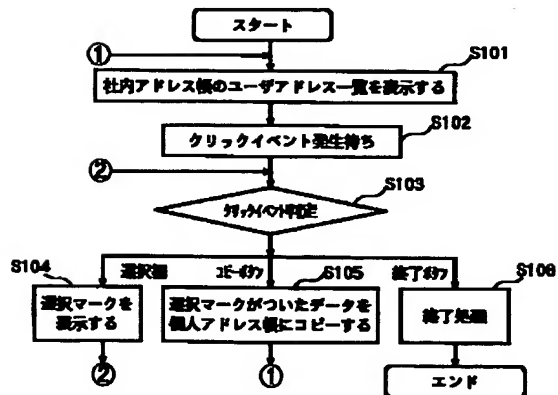 スタート
①
S101
社内アドレス帳のユーザアドレス一覧を表示する
S102
クリックイベント発生待ち
②
S103
クリックイベント判定
S104
選択欄
コピーボタン
S105
終了ボタン
S106
選択マークを
表示する
選択マークがついたデータを
個人アドレス帳にコピーする
終了処理
②
①
エンド